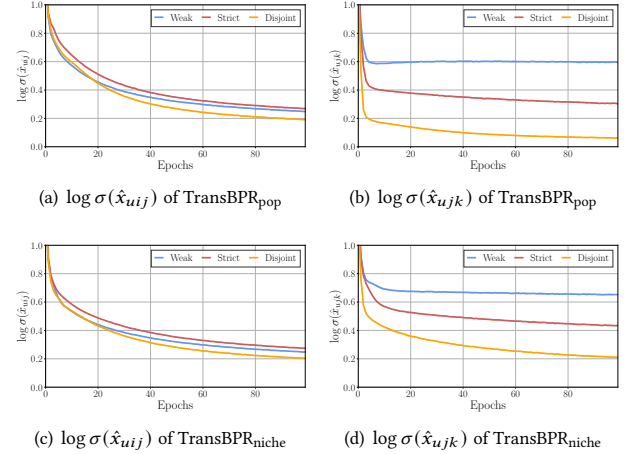 Weak Strict Disjoint
1.0
0.8
0.6
0.4
0.2
0.0
log σ(x̂uij)
20 40 60 80
Epochs
(a) log σ(x̂uij) of TransBPRpop
Weak Strict Disjoint
1.0
0.8
0.6
0.4
0.2
0.0
log σ(x̂ujk)
20 40 60 80
Epochs
(b) log σ(x̂ujk) of TransBPRpop
Weak Strict Disjoint
1.0
0.8
0.6
0.4
0.2
0.0
log σ(x̂uij)
20 40 60 80
Epochs
(c) log σ(x̂uij) of TransBPRniche
Weak Strict Disjoint
1.0
0.8
0.6
0.4
0.2
0.0
log σ(x̂ujk)
20 40 60 80
Epochs
(d) log σ(x̂ujk) of TransBPRniche